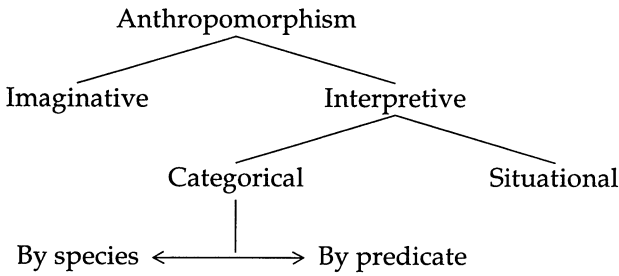 Anthropomorphism
Imaginative
Interpretive
Categorical
Situational
By species
By predicate